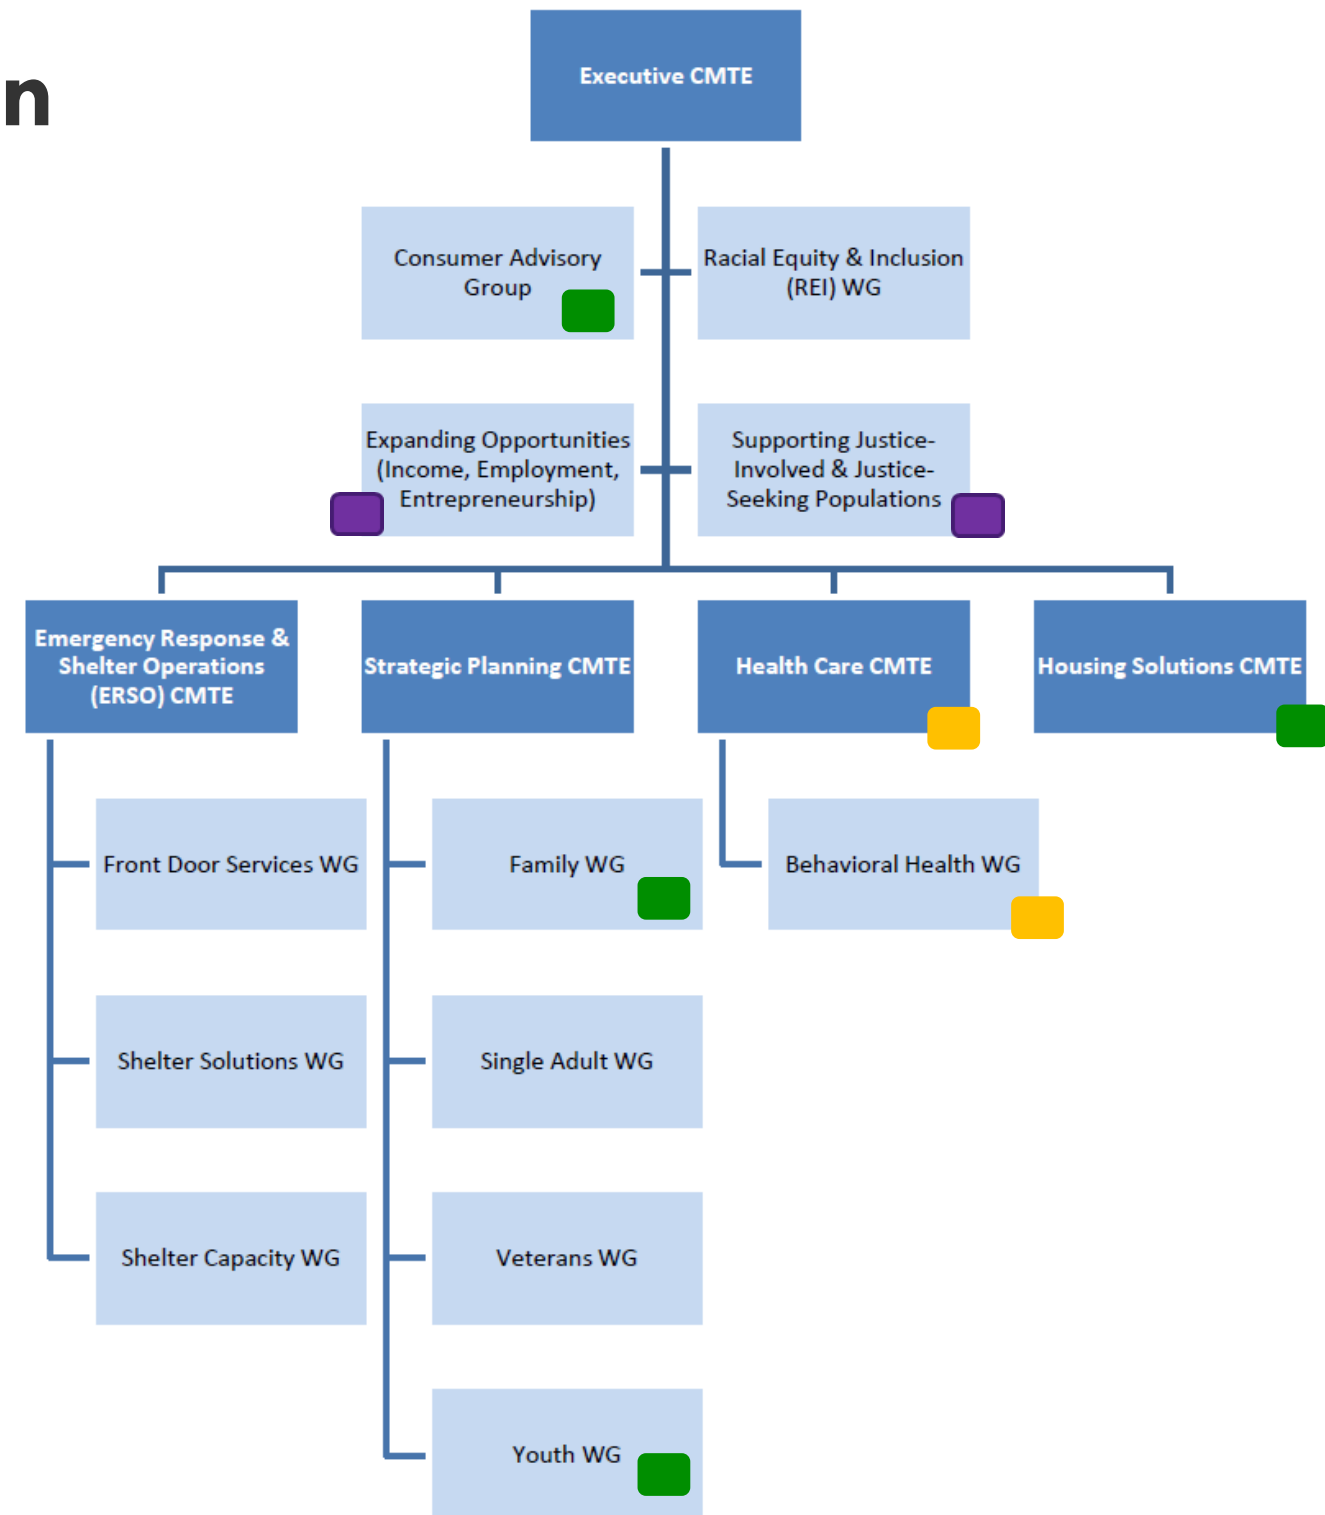 n
Executive CMTE
Consumer Advisory
Group
Racial Equity & Inclusion
(REI) WG
Expanding Opportunities
(Income, Employment,
Entrepreneurship)
Supporting Justice-
Involved & Justice-
Seeking Populations
Emergency Response &
Shelter Operations
(ERSO) CMTE
Strategic Planning CMTE
Health Care CMTE
Housing Solutions CMTE
Front Door Services WG
Family WG
Behavioral Health WG
Shelter Solutions WG
Single Adult WG
Shelter Capacity WG
Veterans WG
Youth WG